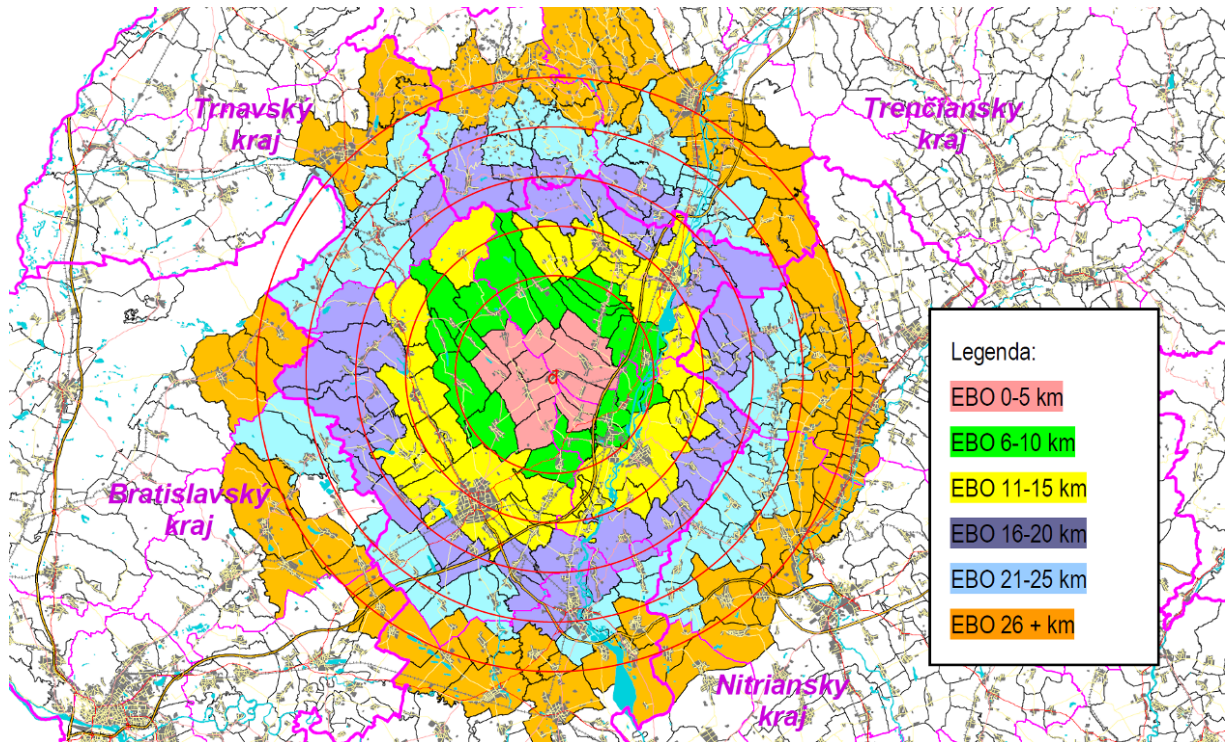 Trnavsky
kraj
Trenčiansky
kraj
Bratislavský
kraj
Nitriansky
kraj
Legenda:
EBO 0-5 km
EBO 6-10 km
EBO 11-15 km
EBO 16-20 km
EBO 21-25 km
EBO 26 + km